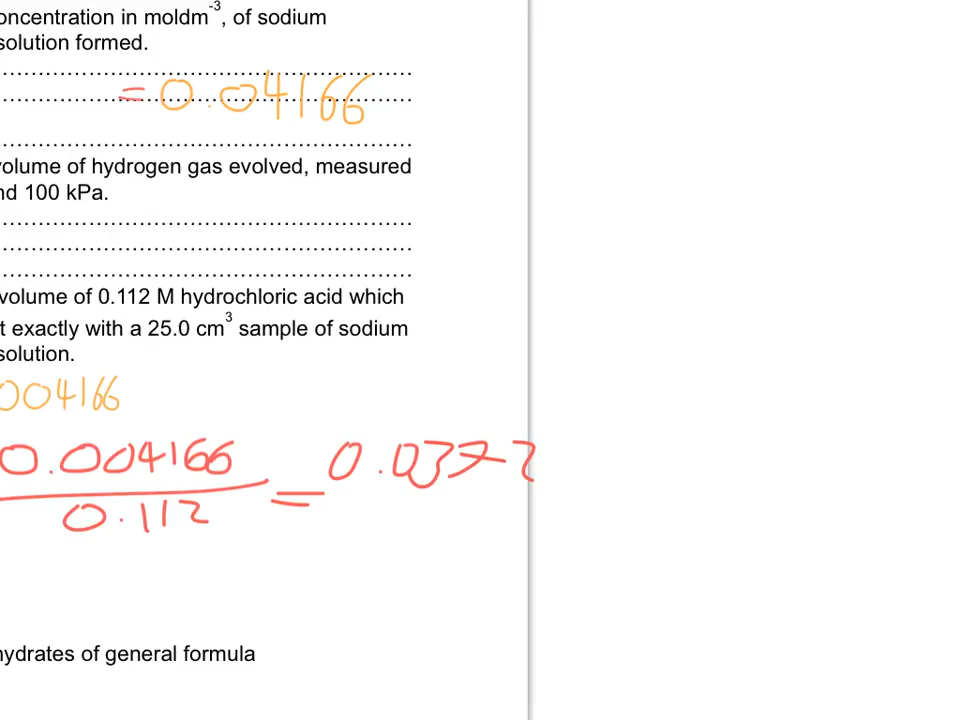 oncentration in moldm-3, of sodium
solution formed.
= 0.04166
volume of hydrogen gas evolved, measured
nd 100 kPa.
volume of 0.112 M hydrochloric acid which
t exactly with a 25.0 cm3 sample of sodium
solution.
004166
0.004166
0.112
=
hydrates of general formula